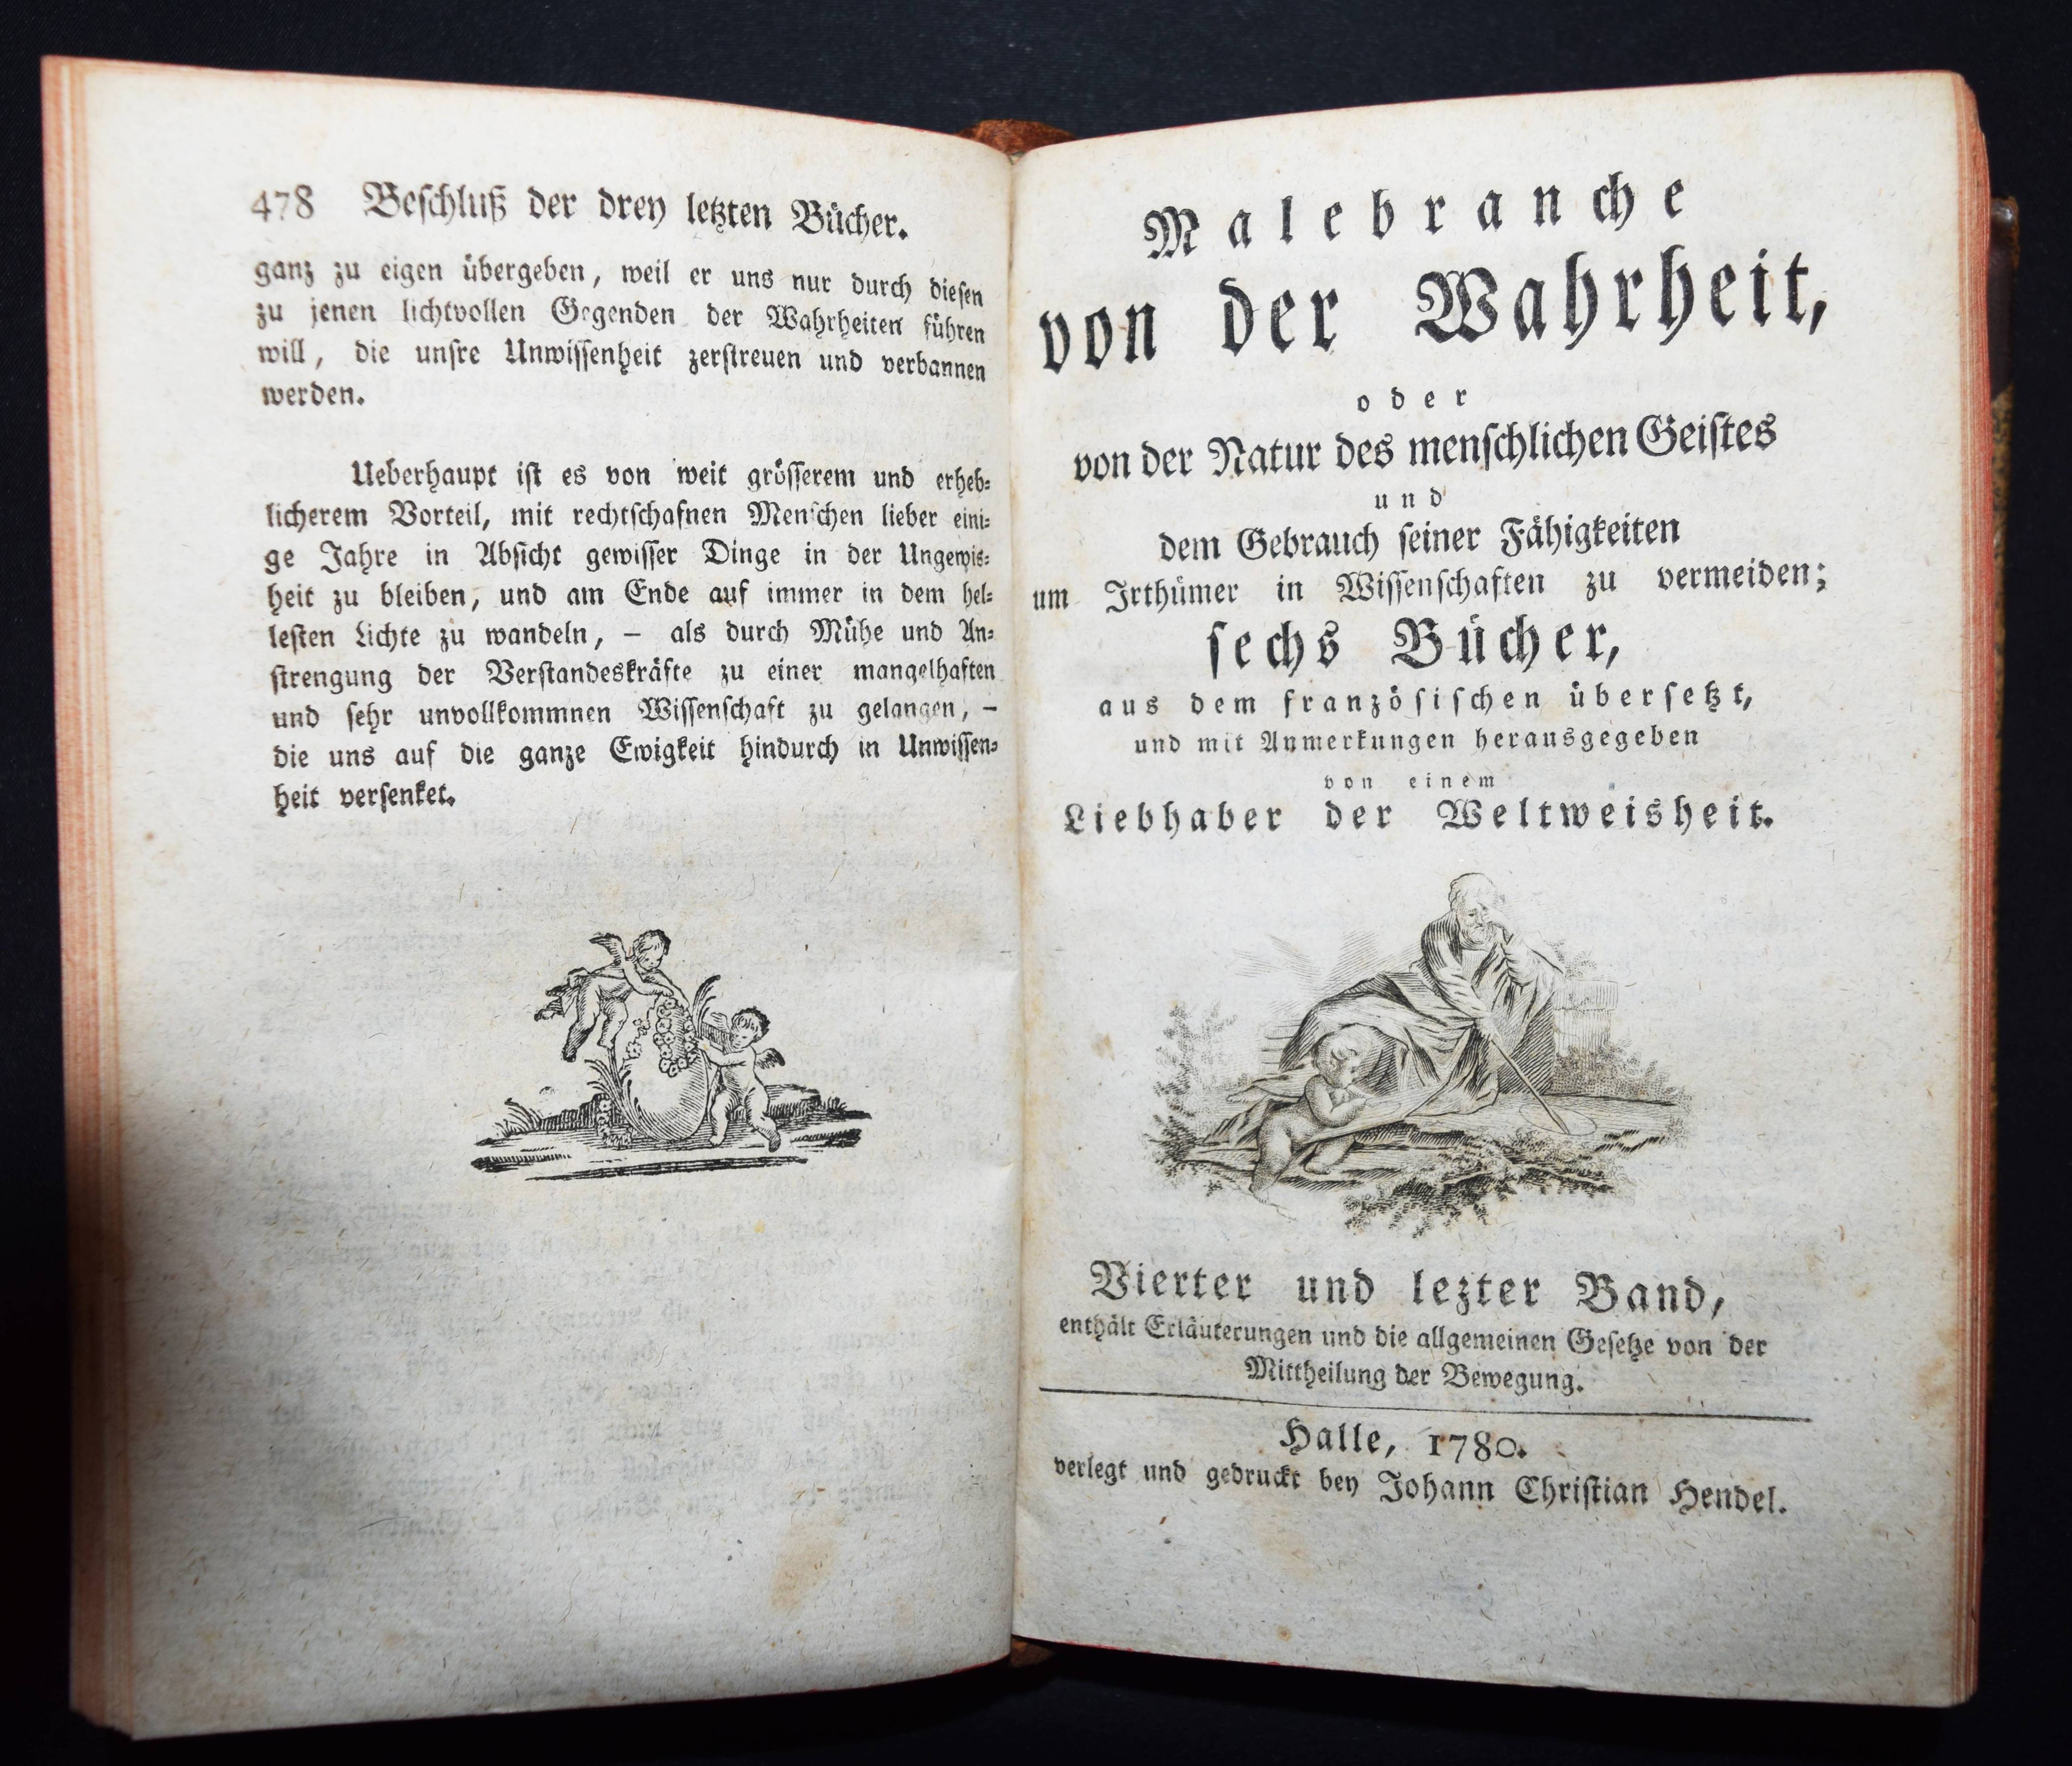 478 Beſchluß der drey letzten Bücher.
ganz zu eigen übergeben, weil er uns nur durch dieſen
zu jenen lichtvollen Gegenden der Wahrheiten führen
will, die unſre Unwiſſenheit zerſtreuen und verbannen
werden.
Ueberhaupt iſt es von weit gröſſerem und erheb⸗
licherem Vorteil, mit rechtſchafnen Menſchen lieber eini⸗
ge Jahre in Abſicht gewiſſer Dinge in der Ungewis⸗
heit zu bleiben, und am Ende auf immer in dem hel⸗
leſten Lichte zu wandeln, – als durch Mühe und An⸗
ſtrengung der Verſtandeskräfte zu einer mangelhaften
und ſehr unvollkommnen Wiſſenſchaft zu gelangen, –
die uns auf die ganze Ewigkeit hindurch in Unwiſſen⸗
heit verſenket.
Malebranche
von der Wahrheit,
oder
von der Natur des menſchlichen Geiſtes
und
dem Gebrauch ſeiner Fähigkeiten
um Irthümer in Wiſſenſchaften zu vermeiden;
ſechs Bücher,
aus dem franzöſiſchen überſetzt,
und mit Anmerkungen herausgegeben
von einem
Liebhaber der Weltweisheit.
Vierter und lezter Band,
enthält Erläuterungen und die allgemeinen Geſetze von der
Mittheilung der Bewegung.
Halle, 1780.
verlegt und gedruckt bey Johann Chriſtian Hendel.